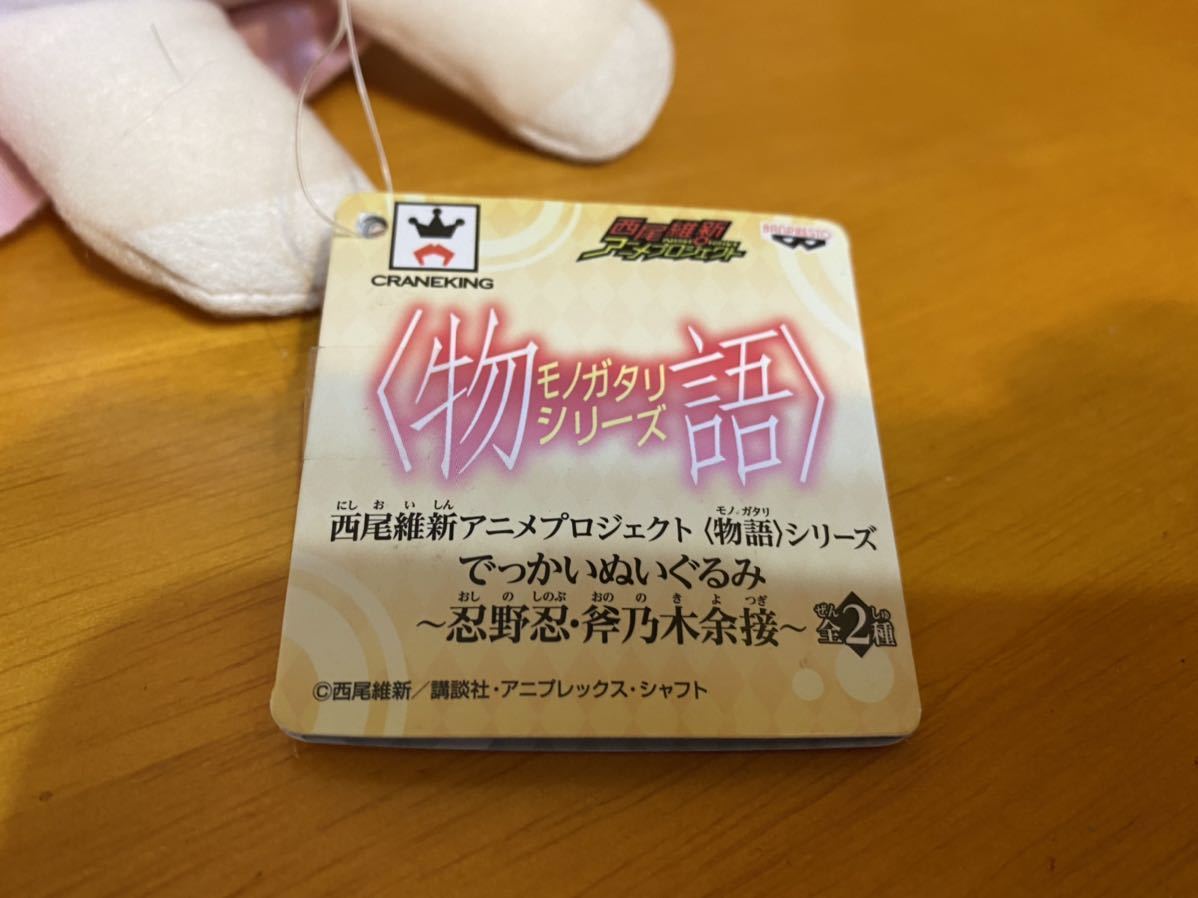 CRANEKING
西尾維新
アニメプロジェクト
BANPRESTO
〈物語〉
モノガタリ
シリーズ
にし お い しん
モノ ガタリ
西尾維新アニメプロジェクト〈物語〉シリーズ
でっかいぬいぐるみ
おし の しのぶ おの の き よ つぎ
ぜん しゅ
～忍野忍・斧乃木余接～ 全2種
©西尾維新／講談社・アニプレックス・シャフト